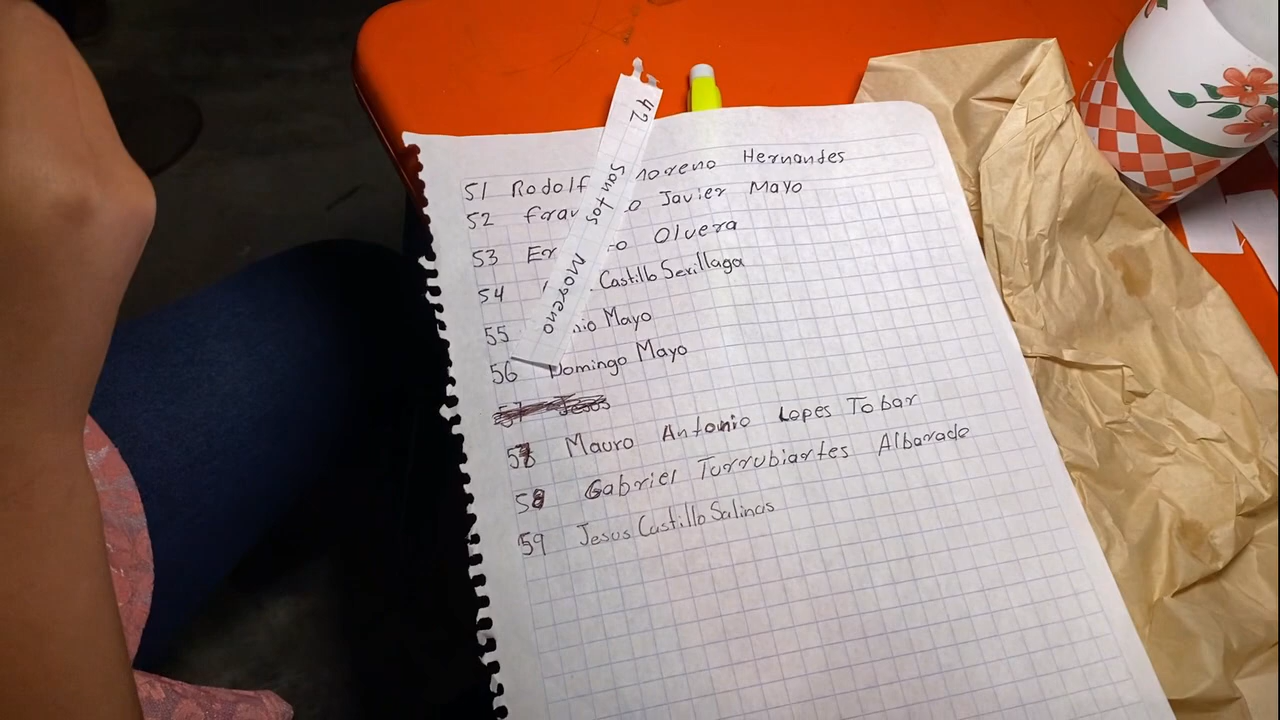 42 Santos Moreno
51 Rodolf moreno Hernandes
52 Javier Mayo
53 Olvera
54 Castillo Sevillaga
55 Mayo
56 Domingo Mayo
57 Jesus
57 Mauro Antonio Lopes Tobar
58 Gabriel Turrubiartes Albarado
59 Jesus Castillo Salinas